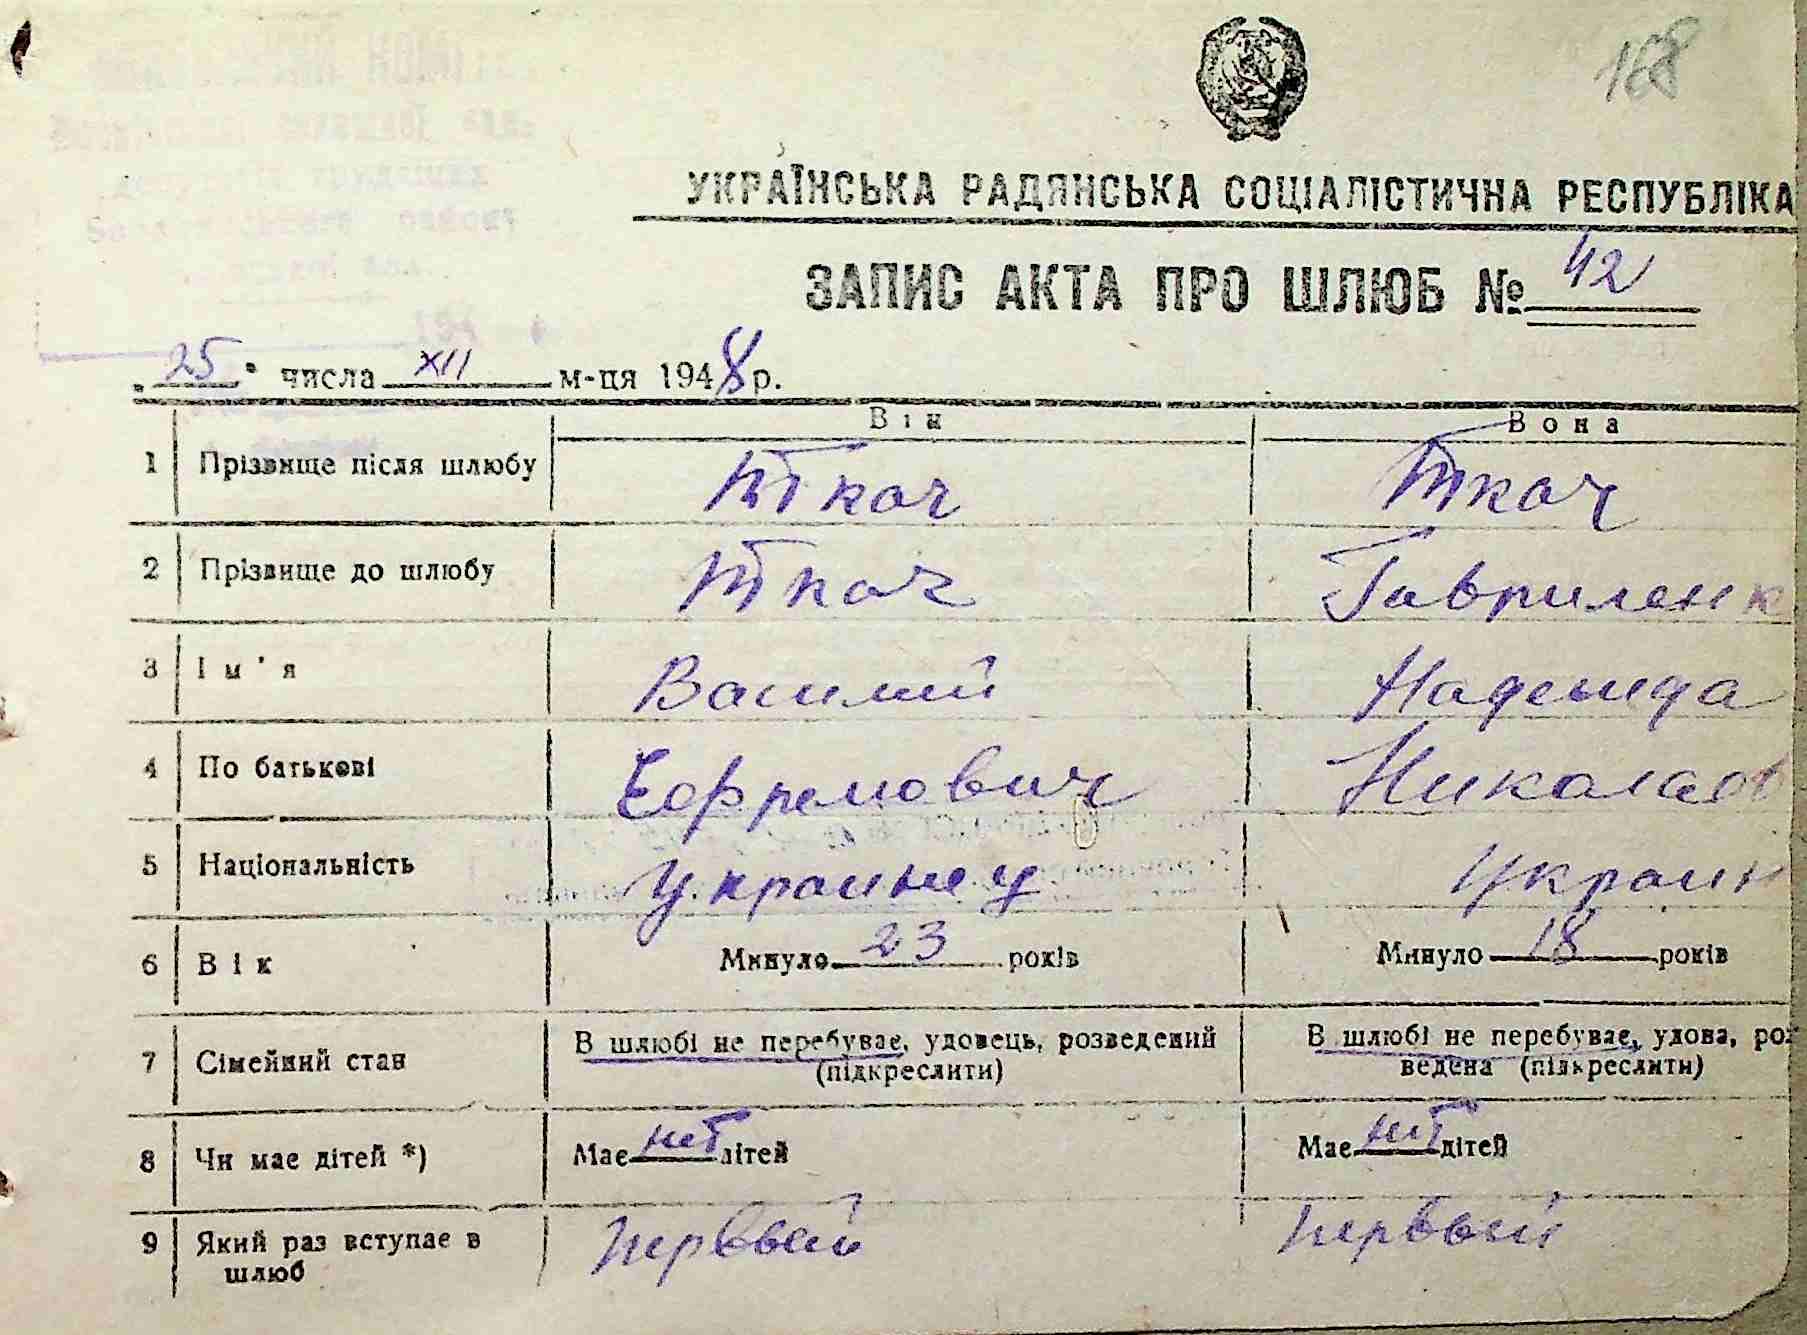 168
УКРАЇНСЬКА РАДЯНСЬКА СОЦІАЛІСТИЧНА РЕСПУБЛІКА
ЗАПИС АКТА ПРО ШЛЮБ № 42
"25" числа XII м-ця 1948 р.
Він Вона
1 Прізвище після шлюбу Ткач Ткач
2 Прізвище до шлюбу Ткач Гавриленк
3 Ім'я Василий Надежда
4 По батькові Ефремович Николаев
5 Національність Украинец Украин
6 Вік Минуло 23 років Минуло 18 років
7 Сімейний стан В шлюбі не перебуває, удовець, розведений В шлюбі не перебуває, удова, роз
(підкреслити) ведена (підкреслити)
8 Чи має дітей *) Має нет дітей Має нет дітей
9 Який раз вступає в Первый Первый
шлюб